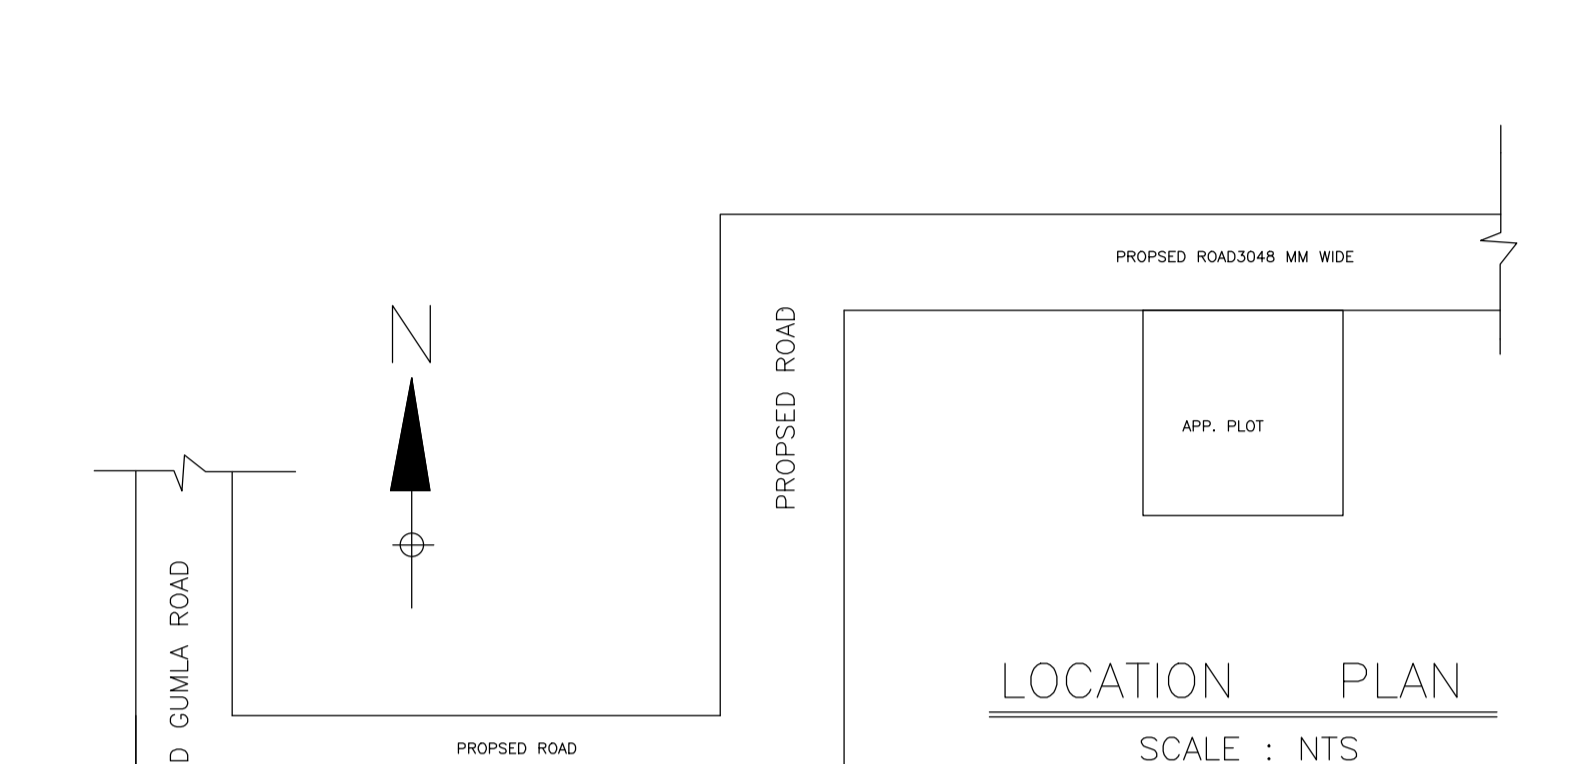 PROPSED ROAD3048 MM WIDE
N
PROPSED ROAD
APP. PLOT
D GUMLA ROAD
LOCATION PLAN
PROPSED ROAD
SCALE : NTS